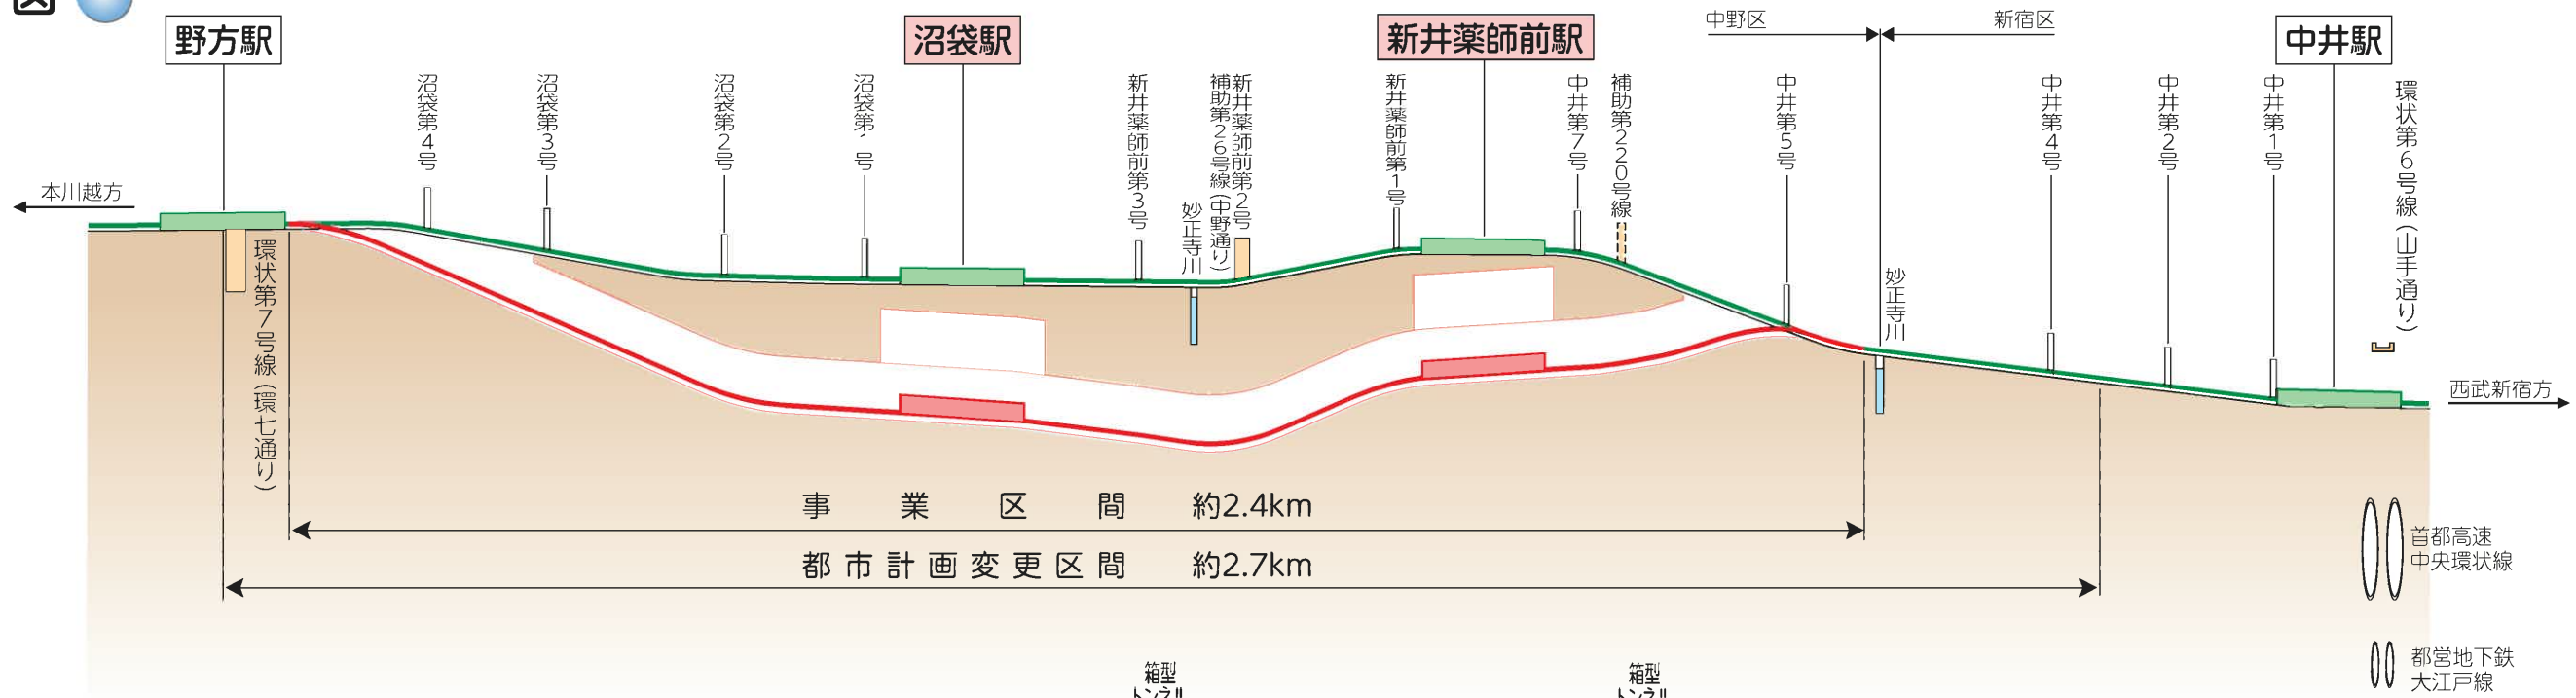 図
野方駅
沼袋駅
新井薬師前駅
中野区
新宿区
中井駅
本川越方
沼袋第4号
沼袋第3号
沼袋第2号
沼袋第1号
新井薬師前第3号
妙正寺川
補助第26号線(中野通り)
新井薬師前第2号
新井薬師前第1号
中井第7号
補助第220号線
中井第5号
妙正寺川
中井第4号
中井第2号
中井第1号
環状第6号線(山手通り)
西武新宿方
環状第7号線(環七通り)
事業区間 約2.4km
都市計画変更区間 約2.7km
首都高速
中央環状線
都営地下鉄
大江戸線
箱型
トンネル
箱型
トンネル